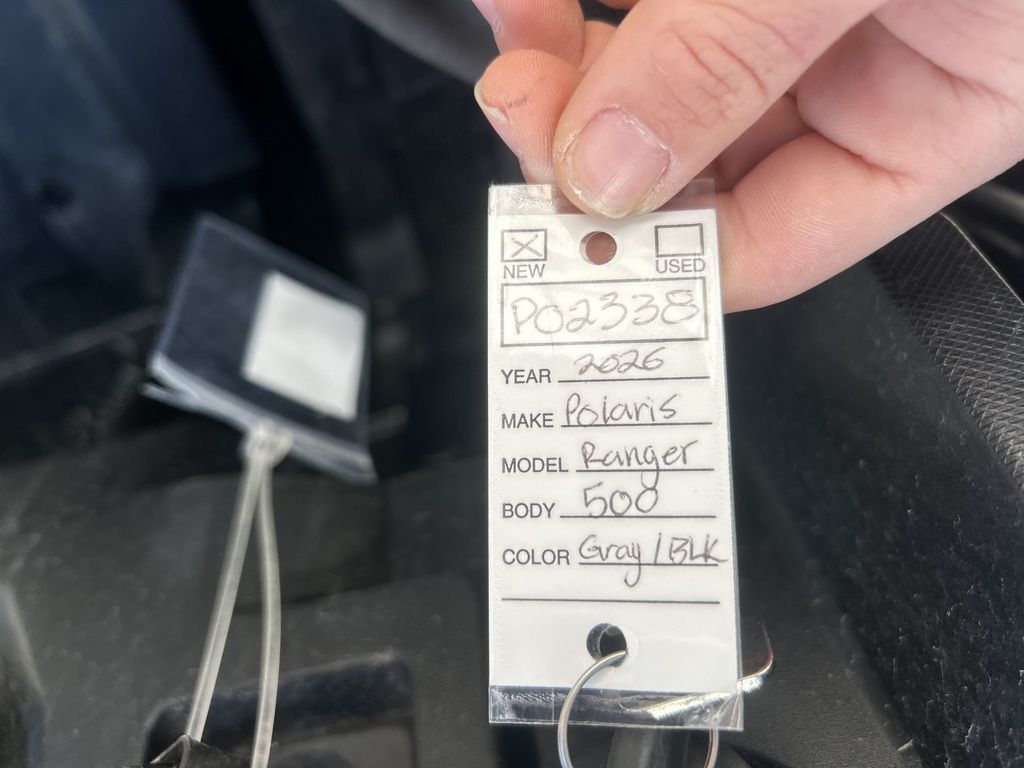 NEW USED
PO2338
YEAR 2026
MAKE Polaris
MODEL Ranger
BODY 500
COLOR Gray/BLK